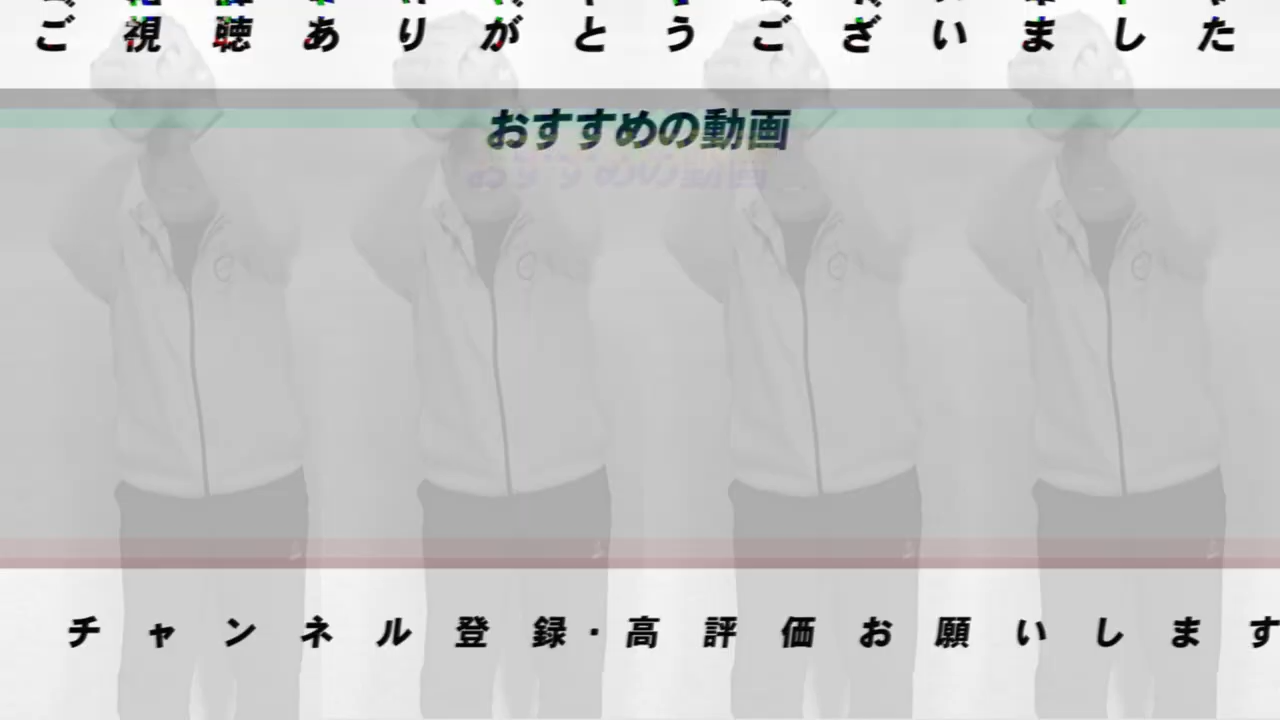 ご視聴ありがとうございました
おすすめの動画
チャンネル登録・高評価お願いします